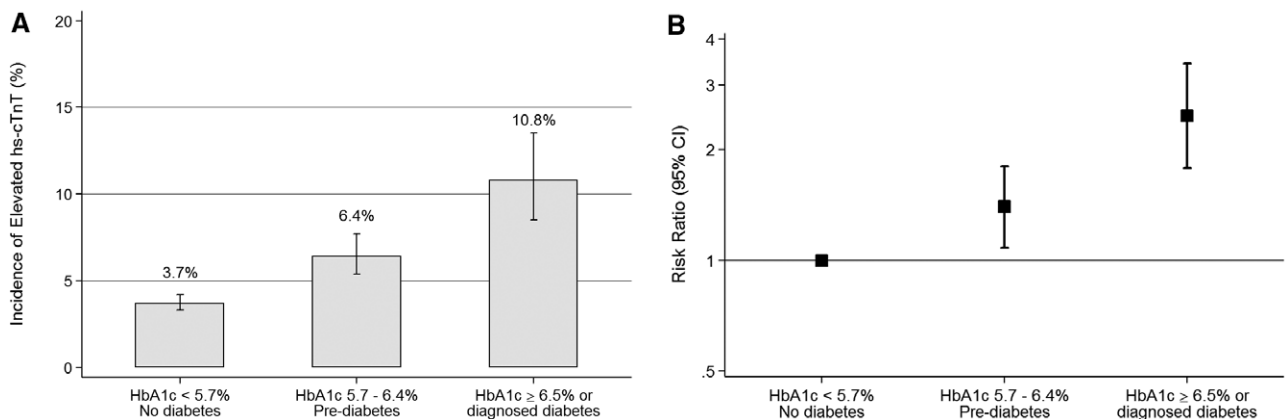 A
Incidence of Elevated hs-cTnT (%)
20
15
10
5
0
3.7%
6.4%
10.8%
HbA1c < 5.7%
No diabetes
HbA1c 5.7 - 6.4%
Pre-diabetes
HbA1c ≥ 6.5% or
diagnosed diabetes
B
Risk Ratio (95% CI)
4
3
2
1
.5
HbA1c < 5.7%
No diabetes
HbA1c 5.7 - 6.4%
Pre-diabetes
HbA1c ≥ 6.5% or
diagnosed diabetes